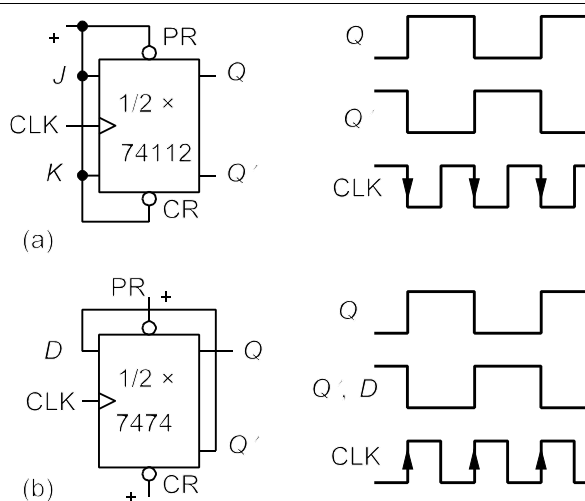 + PR Q
J Q
1/2 ×
CLK Q′
74112
K Q′ CLK
CR
(a)
PR +
Q
D Q
1/2 ×
CLK Q′, D
7474
Q′ CLK
(b) + CR